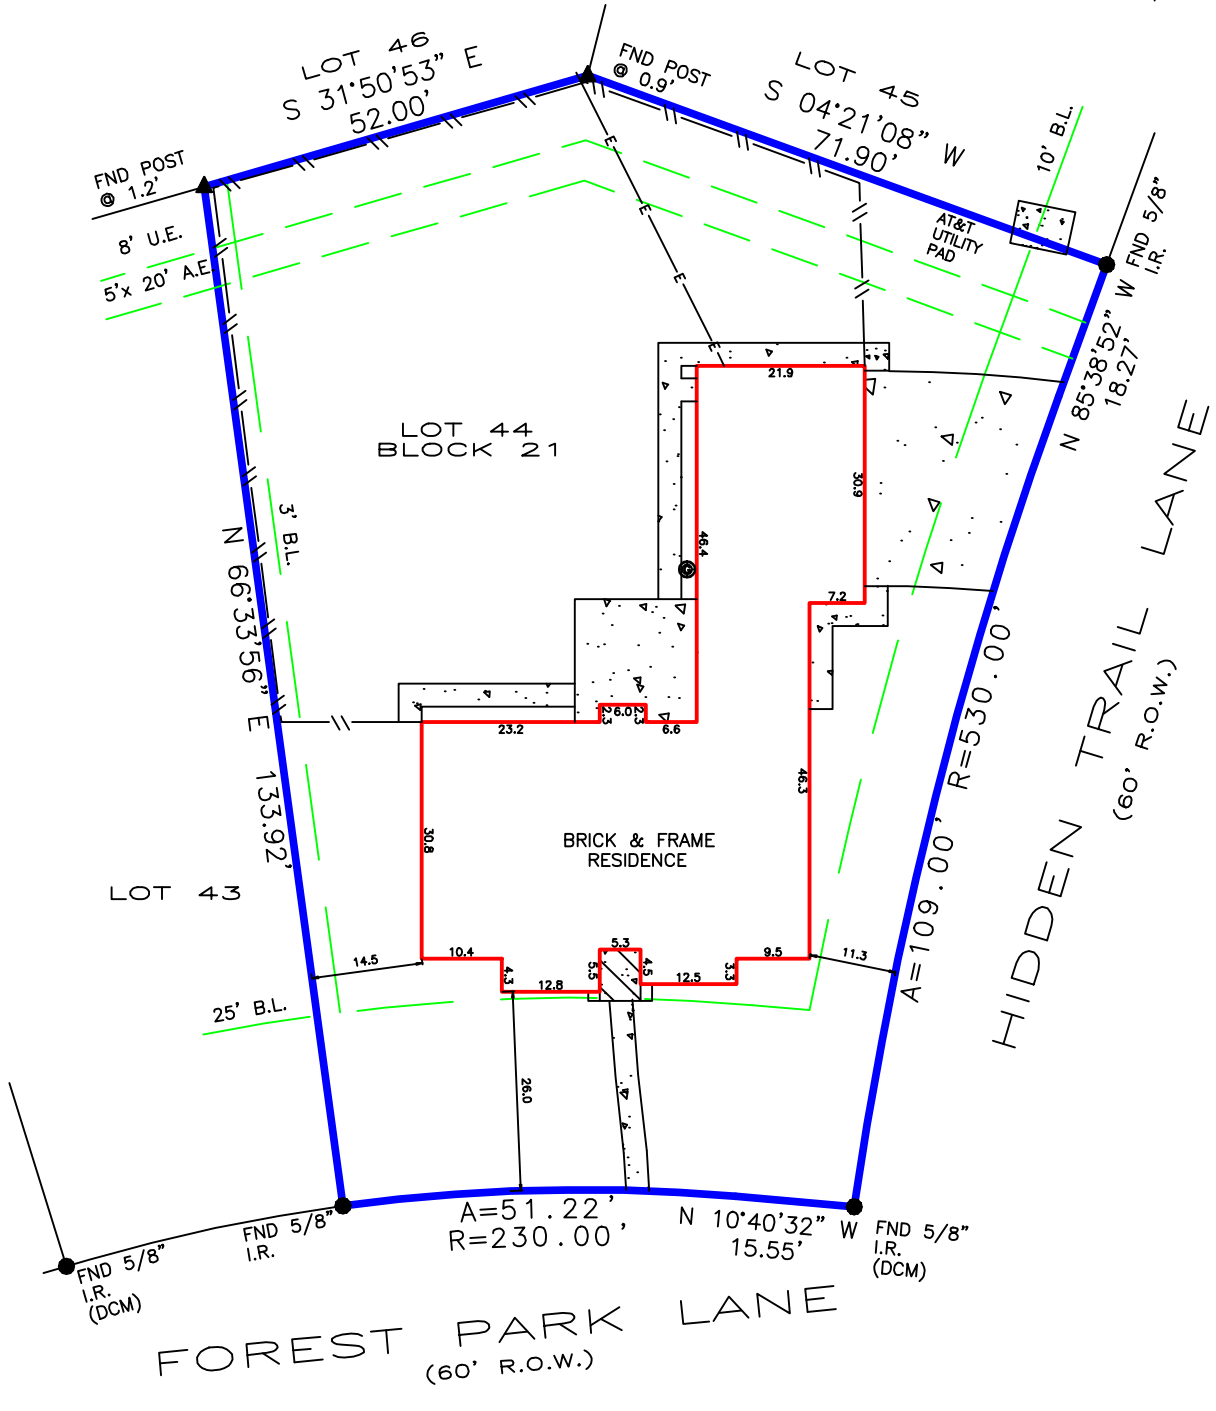 LOT 46
S 31°50'53" E
52.00'
FND POST
@ 0.9'
LOT 45
S 04°21'08" W
71.90'
10' B.L.
FND POST
@ 1.2'
8' U.E.
5'x 20' A.E.
AT&T
UTILITY
PAD
FND 5/8"
I.R.
N 85°38'52" W
18.27'
E
E
E
E
21.9
LOT 44
BLOCK 21
30.9
46.4
3' B.L.
7.2
N 66°33'56" E
133.92'
HIDDEN TRAIL LANE
(60' R.O.W.)
R=530.00'
A=109.00'
23.2
2.3
6.0
2.3
6.6
46.3
30.8
BRICK & FRAME
RESIDENCE
LOT 43
14.5
10.4
4.3
12.8
5.5
5.3
4.5
12.5
3.3
9.5
11.3
25' B.L.
26.0
A=51.22'
R=230.00'
N 10°40'32" W
15.55'
FND 5/8"
I.R.
FND 5/8"
I.R.
(DCM)
FND 5/8"
I.R.
(DCM)
FOREST PARK LANE
(60' R.O.W.)